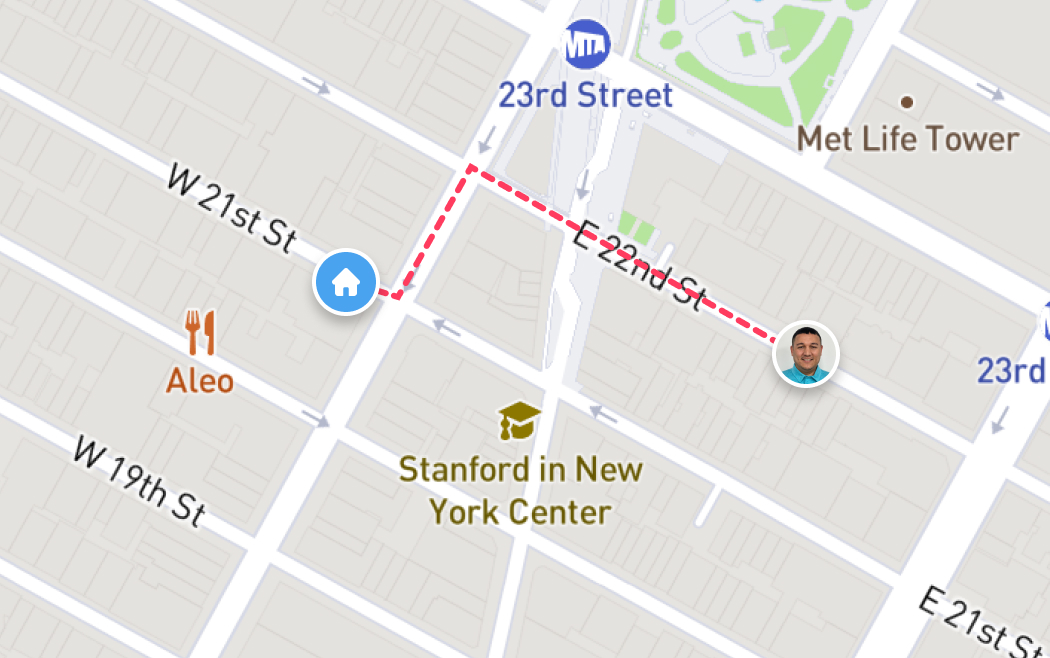 MTA
23rd Street
Met Life Tower
W 21st St
E 22nd St
23rd
Aleo
W 19th St
Stanford in New
York Center
E 21st St